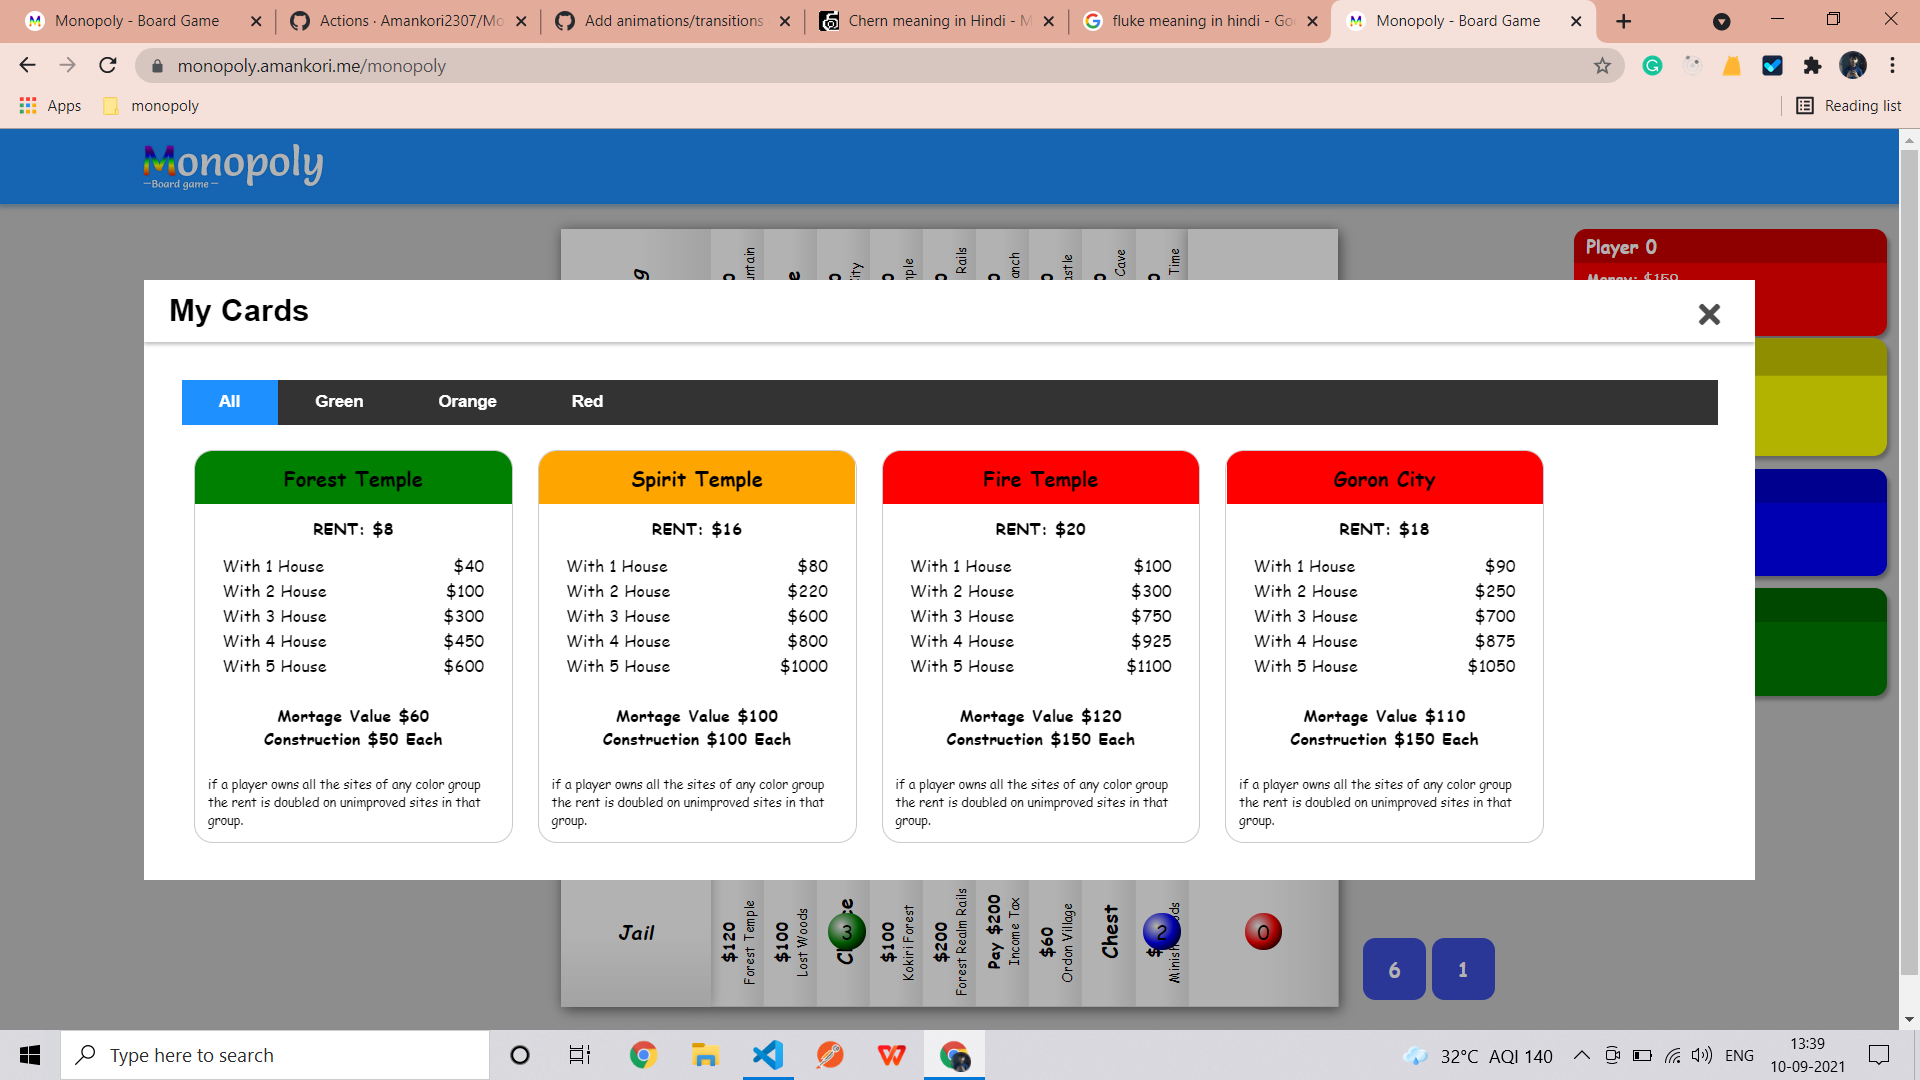 Monopoly - Board Game
Actions · Amankori2307/Mo
Add animations/transitions
Chern meaning in Hindi - M
fluke meaning in hindi - Go
Monopoly - Board Game
monopoly.amankori.me/monopoly
Apps
monopoly
Reading list
Monopoly
Board game
Player 0
Money: $159
My Cards
All
Green
Orange
Red
Forest Temple
RENT: $8
With 1 House $40
With 2 House $100
With 3 House $300
With 4 House $450
With 5 House $600
Mortage Value $60
Construction $50 Each
if a player owns all the sites of any color group
the rent is doubled on unimproved sites in that
group.
Spirit Temple
RENT: $16
With 1 House $80
With 2 House $220
With 3 House $600
With 4 House $800
With 5 House $1000
Mortage Value $100
Construction $100 Each
if a player owns all the sites of any color group
the rent is doubled on unimproved sites in that
group.
Fire Temple
RENT: $20
With 1 House $100
With 2 House $300
With 3 House $750
With 4 House $925
With 5 House $1100
Mortage Value $120
Construction $150 Each
if a player owns all the sites of any color group
the rent is doubled on unimproved sites in that
group.
Goron City
RENT: $18
With 1 House $90
With 2 House $250
With 3 House $700
With 4 House $875
With 5 House $1050
Mortage Value $110
Construction $150 Each
if a player owns all the sites of any color group
the rent is doubled on unimproved sites in that
group.
Jail
$120
Forest Temple
$100
Lost Woods
3
$100
Kokiri Forest
$200
Forest Realm Rails
Pay $200
Income Tax
$60
Ordon Village
Chest
2
0
6
1
Type here to search
32°C AQI 140
ENG
13:39
10-09-2021